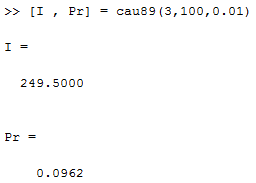 >> [I , Pr] = cau89(3,100,0.01)
I =
249.5000
Pr =
0.0962